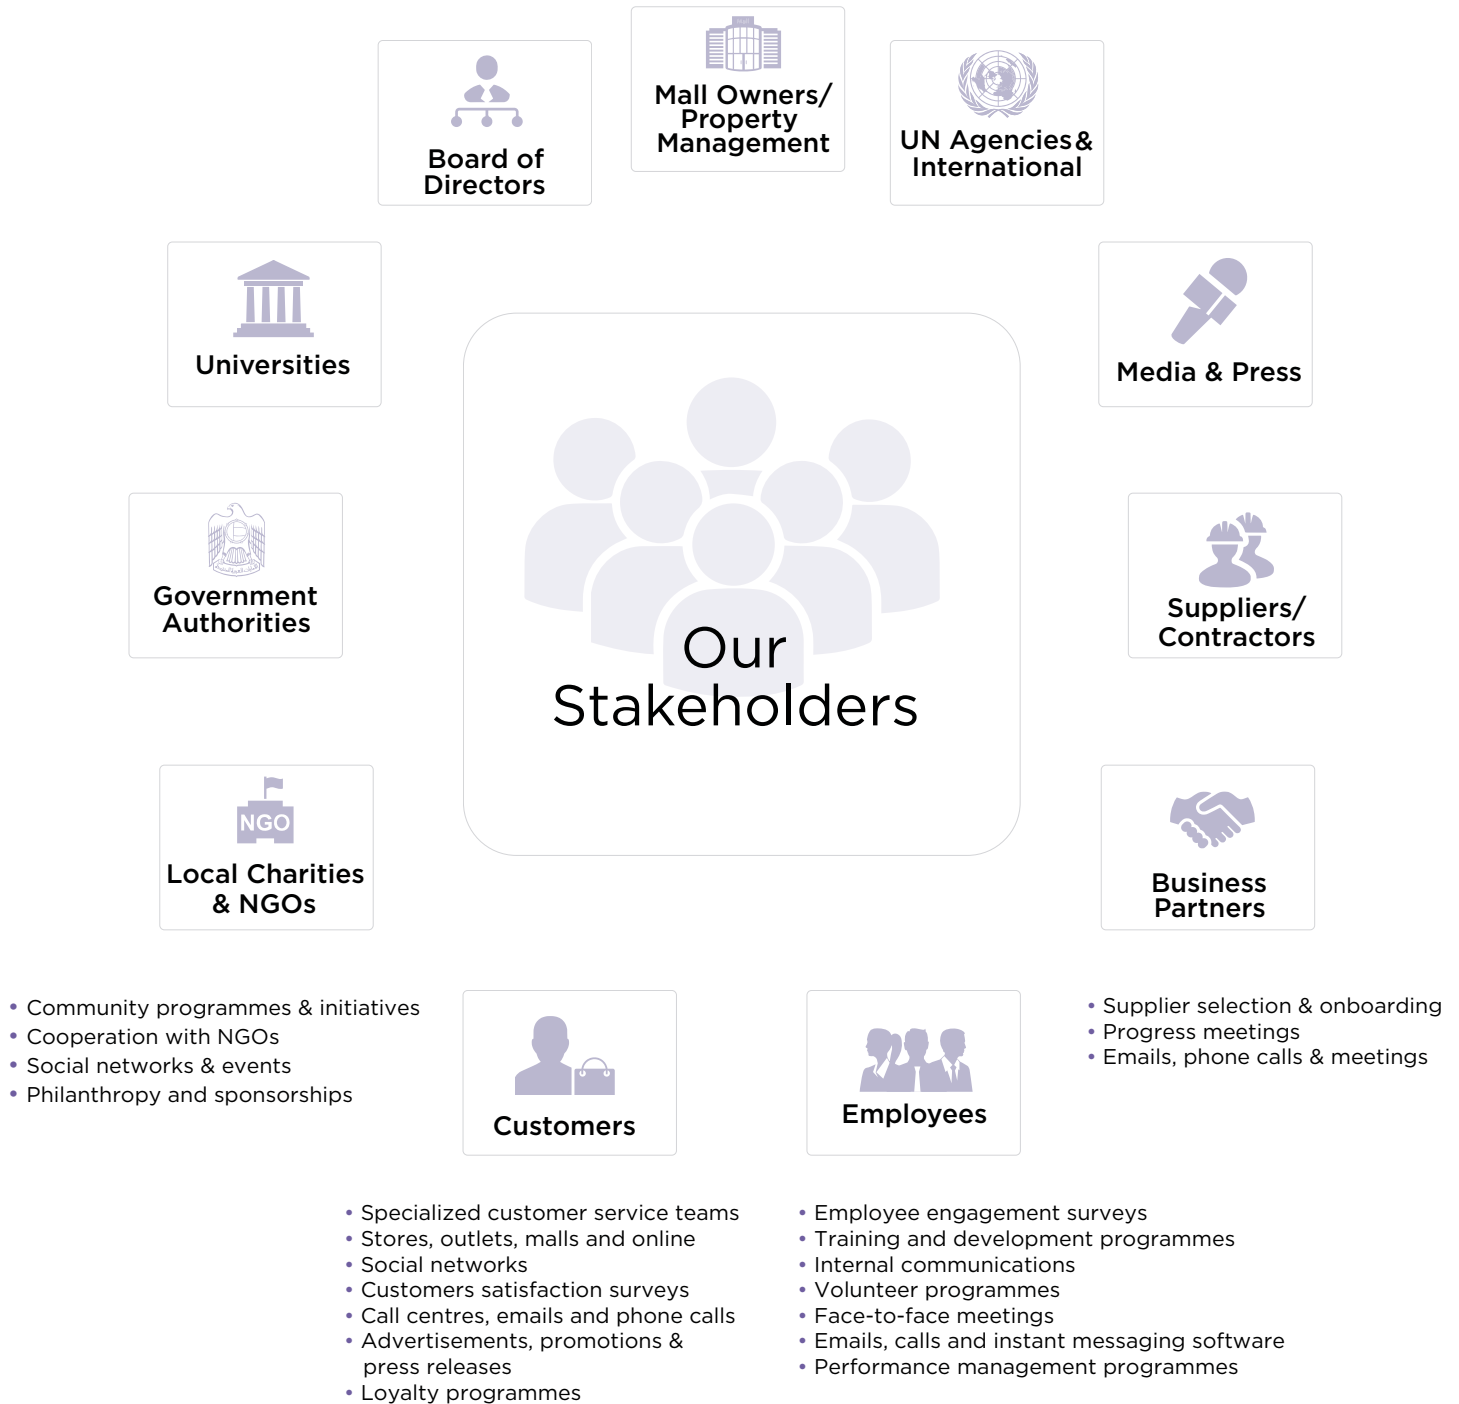 Mall
Mall Owners/
Property
Management
Board of
Directors
UN Agencies &
International
Universities
Media & Press
Government
Authorities
Our
Stakeholders
Suppliers/
Contractors
NGO
Local Charities
& NGOs
Business
Partners
• Community programmes & initiatives
• Cooperation with NGOs
• Social networks & events
• Philanthropy and sponsorships
Customers
Employees
• Supplier selection & onboarding
• Progress meetings
• Emails, phone calls & meetings
• Specialized customer service teams
• Stores, outlets, malls and online
• Social networks
• Customers satisfaction surveys
• Call centres, emails and phone calls
• Advertisements, promotions &
press releases
• Loyalty programmes
• Employee engagement surveys
• Training and development programmes
• Internal communications
• Volunteer programmes
• Face-to-face meetings
• Emails, calls and instant messaging software
• Performance management programmes